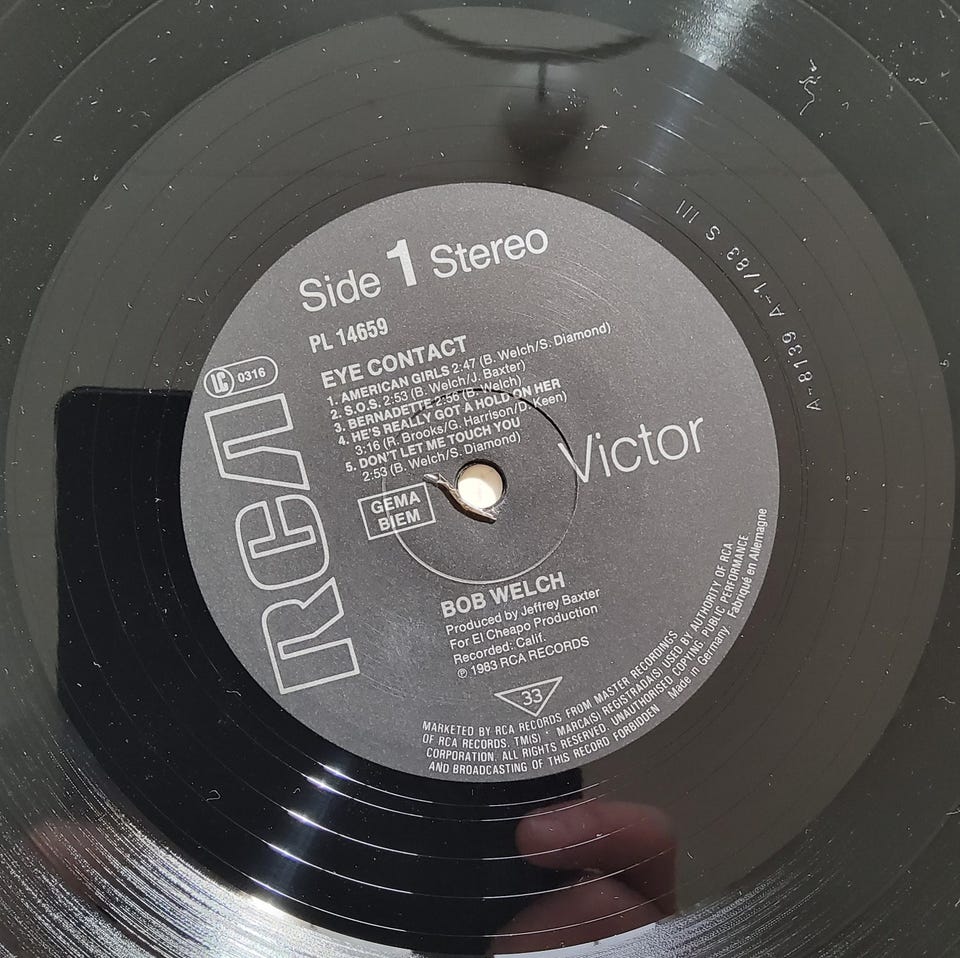 Side 1 Stereo
PL 14659
EYE CONTACT
1. AMERICAN GIRLS 2:47 (B. Welch/S. Diamond)
2. S.O.S. 2:53 (B. Welch/J. Baxter)
3. BERNADETTE 2:56 (B. Welch)
4. HE'S REALLY GOT A HOLD ON HER
3:16 (R. Brooks/G. Harrison/D. Keen)
5. DON'T LET ME TOUCH YOU
2:53 (B. Welch/S. Diamond)
LC 0316
RCA
Victor
GEMA
BIEM
BOB WELCH
Produced by Jeffrey Baxter
For El Cheapo Production
Recorded: Calif.
℗ 1983 RCA RECORDS
33
MARKETED BY RCA RECORDS FROM MASTER RECORDINGS
OF RCA RECORDS. TM(S) · MARCA(S) REGISTRADA(S) USED BY AUTHORITY OF RCA
CORPORATION. ALL RIGHTS RESERVED. UNAUTHORISED COPYING PUBLIC PERFORMANCE
AND BROADCASTING OF THIS RECORD FORBIDDEN Made in Germany. Fabriqué en Allemagne
A-8139 A-1/83 S III